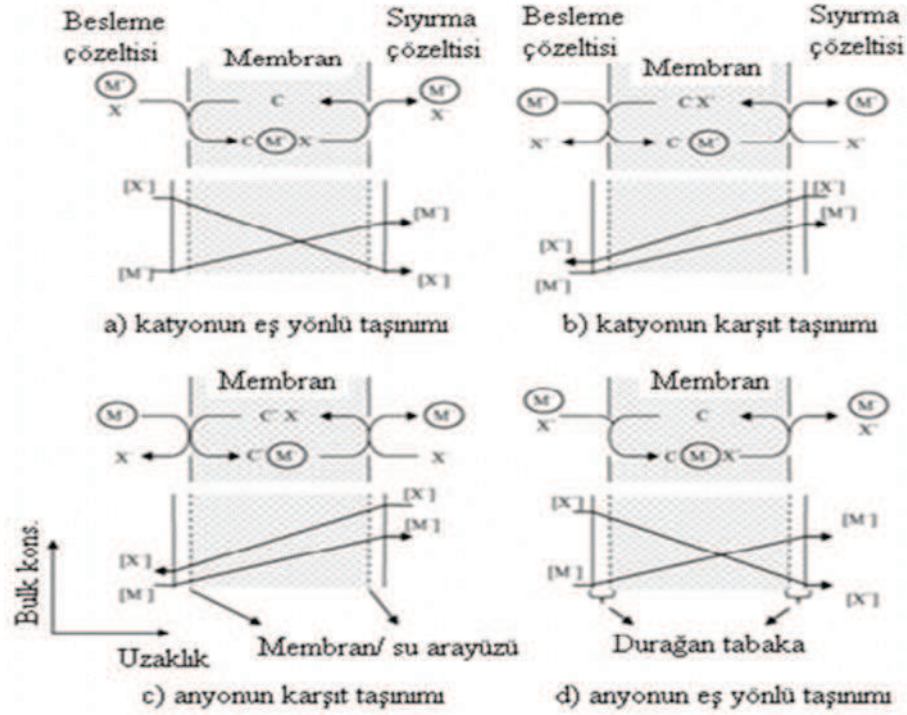 Besleme
çözeltisi
Membran
Sıyırma
çözeltisi
M⁺
X⁻
C
M⁺
X⁻
C M⁺ X⁻
[X⁻]
[M⁺]
[M⁺]
[X⁻]
a) katyonun eş yönlü taşınımı
Besleme
çözeltisi
Membran
Sıyırma
çözeltisi
M⁺
C X⁺
M⁺
X⁺
C M⁺
X⁺
[X⁺]
[M⁺]
[X⁺]
[M⁺]
b) katyonun karşıt taşınımı
Membran
M⁻
C⁺ X⁻
M⁻
X⁻
C⁺ M⁻
X⁻
[X⁻]
[M⁻]
[X⁻]
[M⁻]
Bulk kons.
Uzaklık
Membran/ su arayüzü
c) anyonun karşıt taşınımı
Membran
M⁻
X⁺
C
M⁻
X⁺
C M⁻ X⁺
[X⁺]
[M⁻]
[M⁻]
[X⁺]
Durağan tabaka
d) anyonun eş yönlü taşınımı